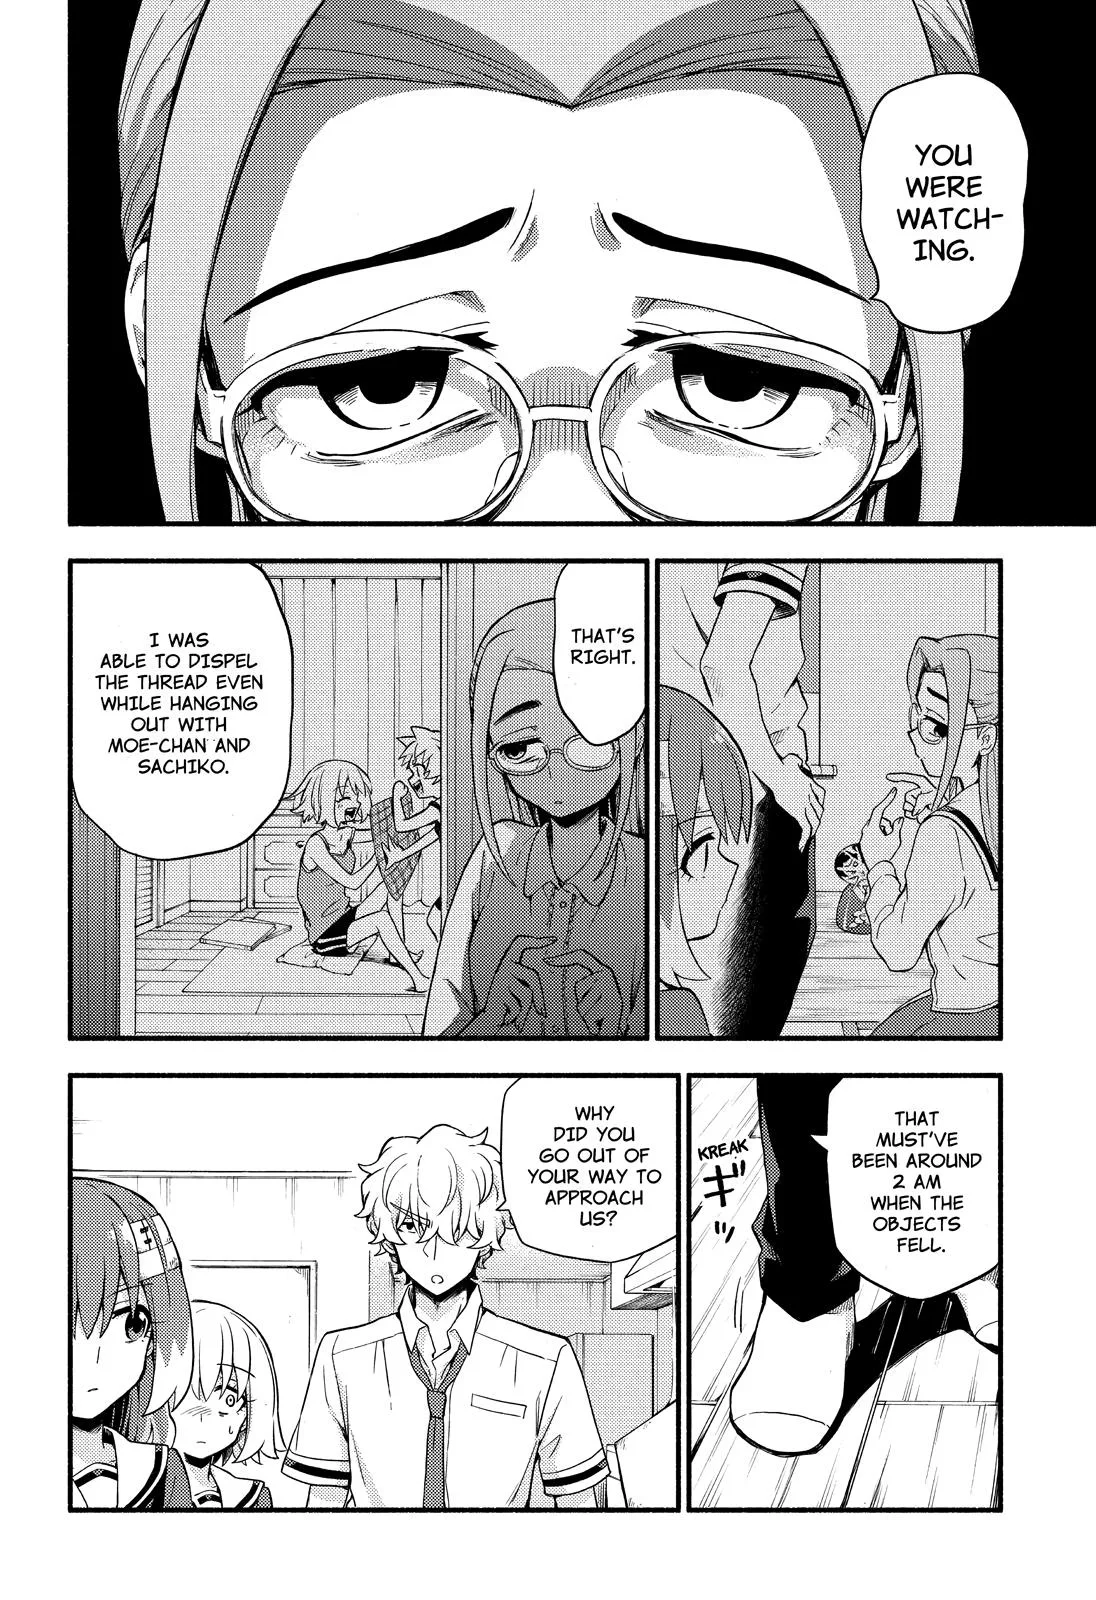 YOU
WERE
WATCH-
ING.
THAT'S
RIGHT.
I WAS
ABLE TO DISPEL
THE THREAD EVEN
WHILE HANGING
OUT WITH
MOE-CHAN AND
SACHIKO.
THAT
MUST'VE
BEEN AROUND
2 AM
WHEN THE
OBJECTS
FELL.
KREAK
ギッ
WHY
DID YOU
GO OUT OF
YOUR WAY TO
APPROACH
US?